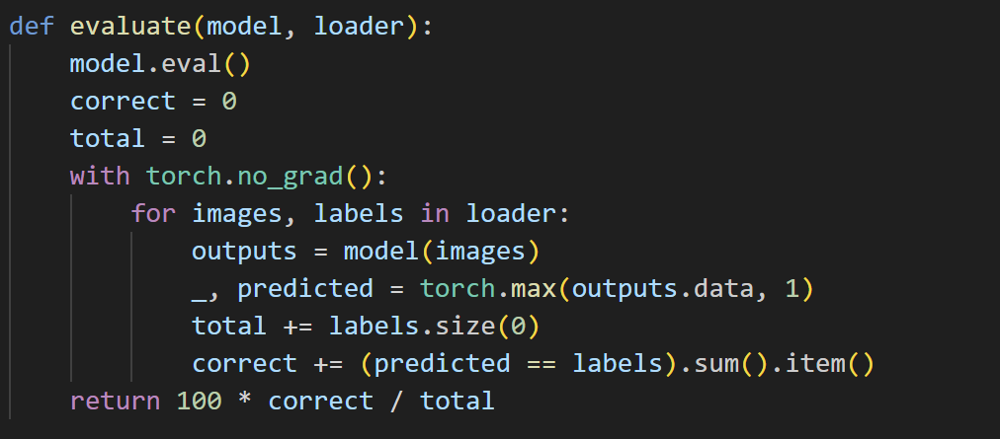 def evaluate(model, loader):
    model.eval()
    correct = 0
    total = 0
    with torch.no_grad():
        for images, labels in loader:
            outputs = model(images)
            _, predicted = torch.max(outputs.data, 1)
            total += labels.size(0)
            correct += (predicted == labels).sum().item()
    return 100 * correct / total